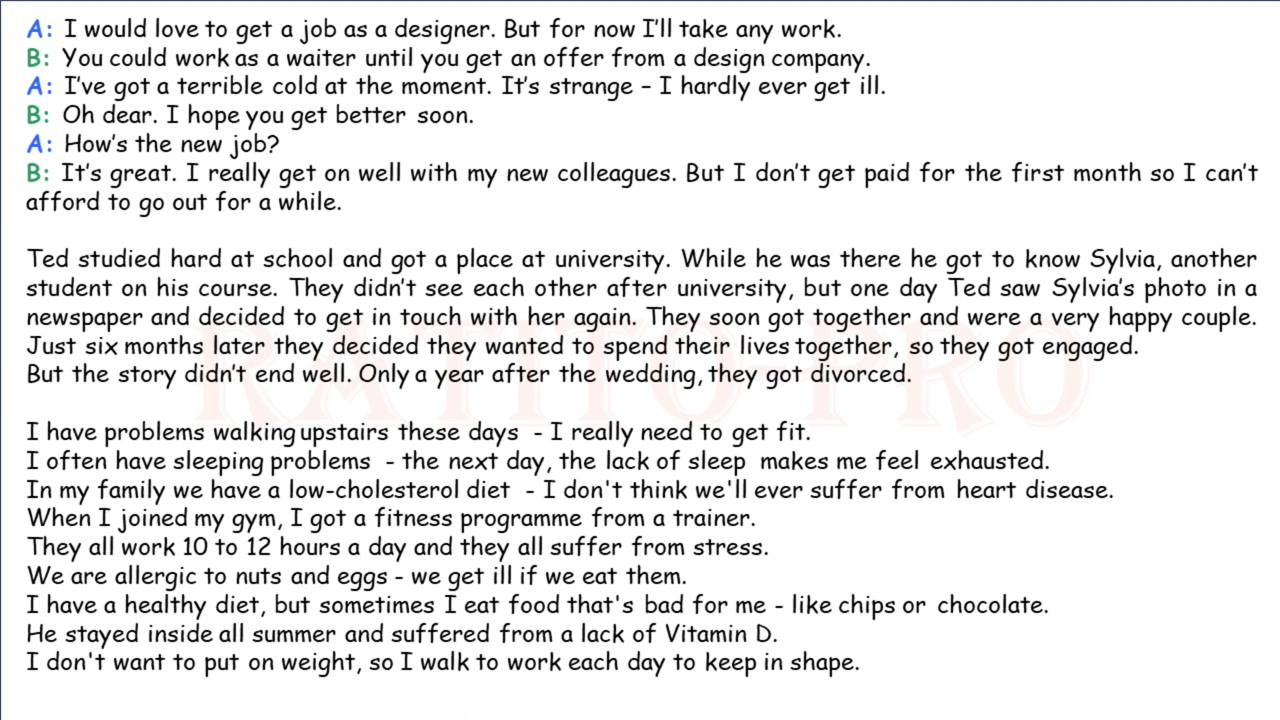 A: I would love to get a job as a designer. But for now I'll take any work.
B: You could work as a waiter until you get an offer from a design company.
A: I've got a terrible cold at the moment. It's strange – I hardly ever get ill.
B: Oh dear. I hope you get better soon.
A: How's the new job?
B: It's great. I really get on well with my new colleagues. But I don't get paid for the first month so I can't
afford to go out for a while.
Ted studied hard at school and got a place at university. While he was there he got to know Sylvia, another
student on his course. They didn't see each other after university, but one day Ted saw Sylvia's photo in a
newspaper and decided to get in touch with her again. They soon got together and were a very happy couple.
Just six months later they decided they wanted to spend their lives together, so they got engaged.
But the story didn't end well. Only a year after the wedding, they got divorced.
RATITO PRO
I have problems walking upstairs these days - I really need to get fit.
I often have sleeping problems - the next day, the lack of sleep makes me feel exhausted.
In my family we have a low-cholesterol diet - I don't think we'll ever suffer from heart disease.
When I joined my gym, I got a fitness programme from a trainer.
They all work 10 to 12 hours a day and they all suffer from stress.
We are allergic to nuts and eggs - we get ill if we eat them.
I have a healthy diet, but sometimes I eat food that's bad for me - like chips or chocolate.
He stayed inside all summer and suffered from a lack of Vitamin D.
I don't want to put on weight, so I walk to work each day to keep in shape.